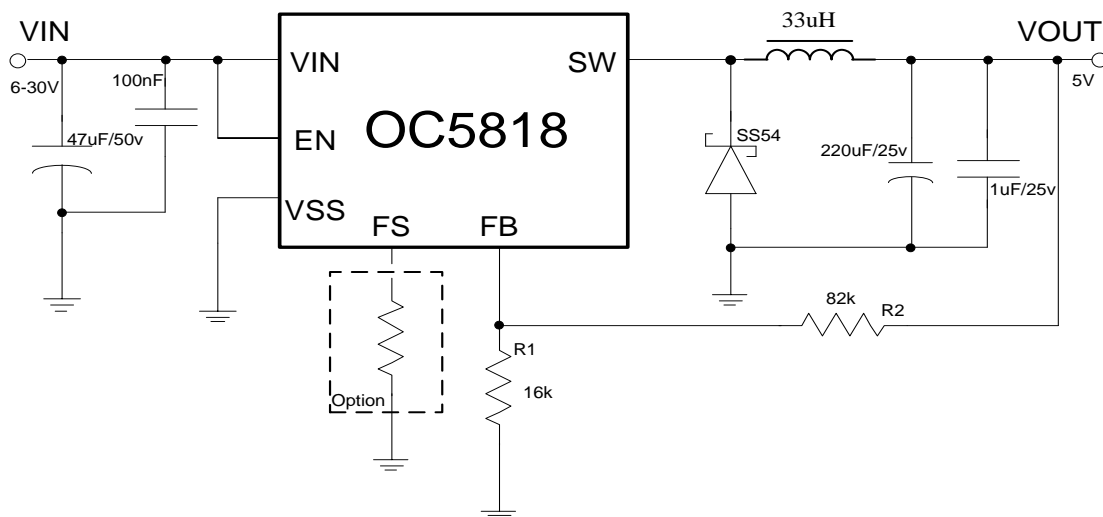 VIN
33uH
VOUT
6-30V
100nF
VIN
SW
5V
47uF/50v
EN
OC5818
SS54
220uF/25v
1uF/25v
VSS
FS
FB
82k
R2
R1
16k
Option